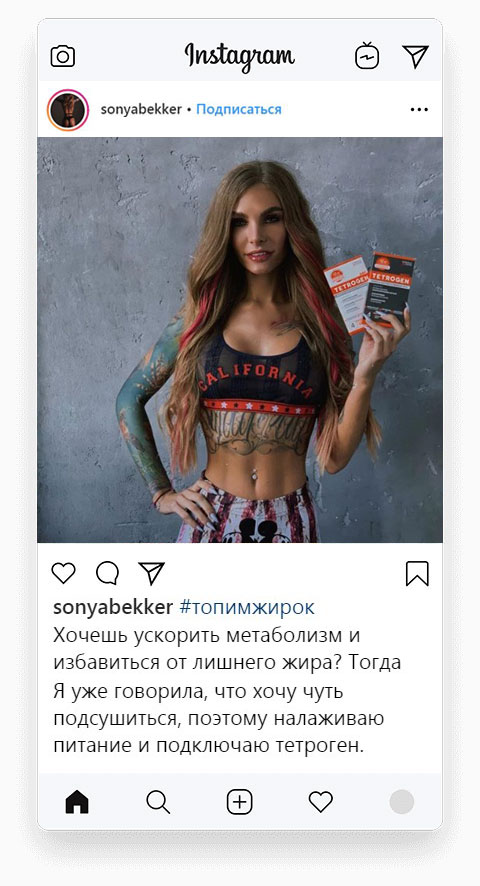 Instagram
sonyabekker • Подписаться
TETROGEN
TETROGEN
CALIFORNIA
sonyabekker #топимжирок
Хочешь ускорить метаболизм и
избавиться от лишнего жира? Тогда
Я уже говорила, что хочу чуть
подсушиться, поэтому налаживаю
питание и подключаю тетроген.